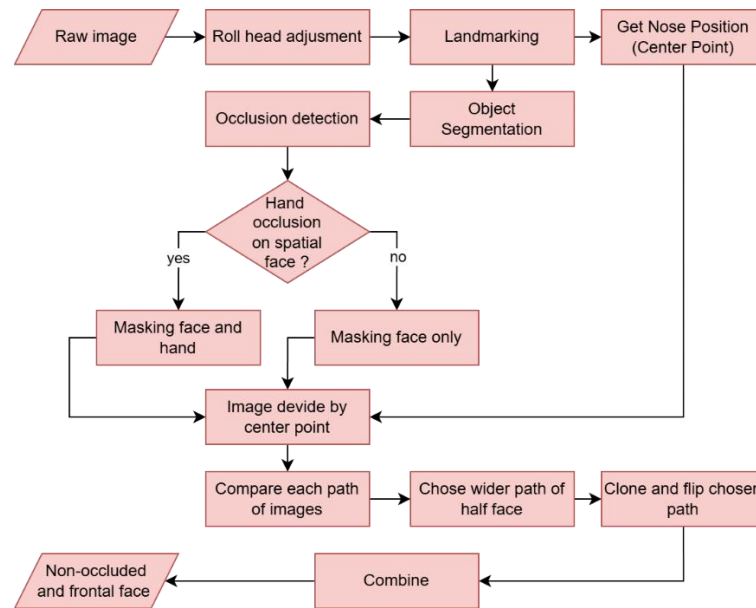 Raw image
Roll head adjusment
Landmarking
Get Nose Position
(Center Point)
Occlusion detection
Object
Segmentation
Hand
occlusion
on spatial
face ?
yes
no
Masking face and
hand
Masking face only
Image devide by
center point
Compare each path
of images
Chose wider path of
half face
Clone and flip choser
path
Non-occluded
and frontal face
Combine